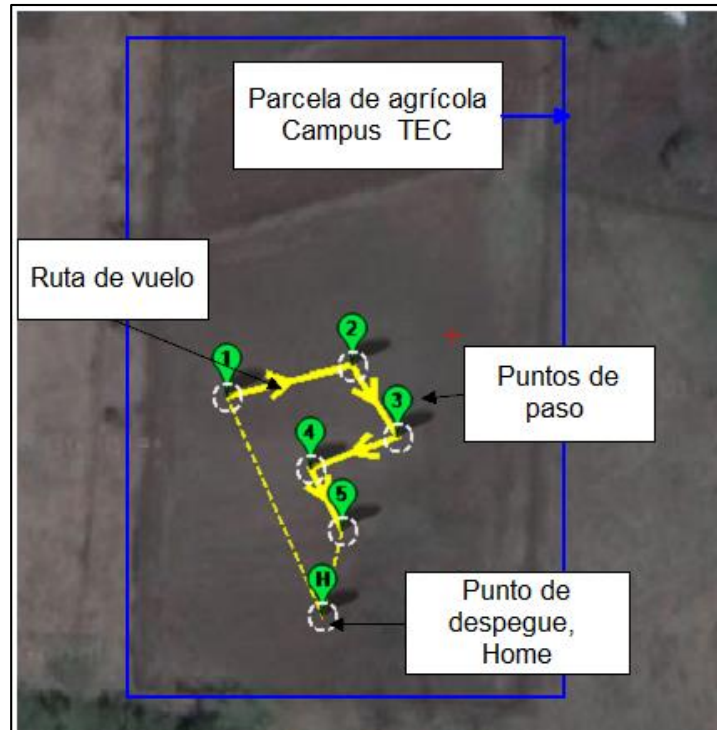 Parcela de agrícola
Campus TEC
Ruta de vuelo
2
1
Puntos de
paso
3
4
5
H
Punto de
despegue,
Home